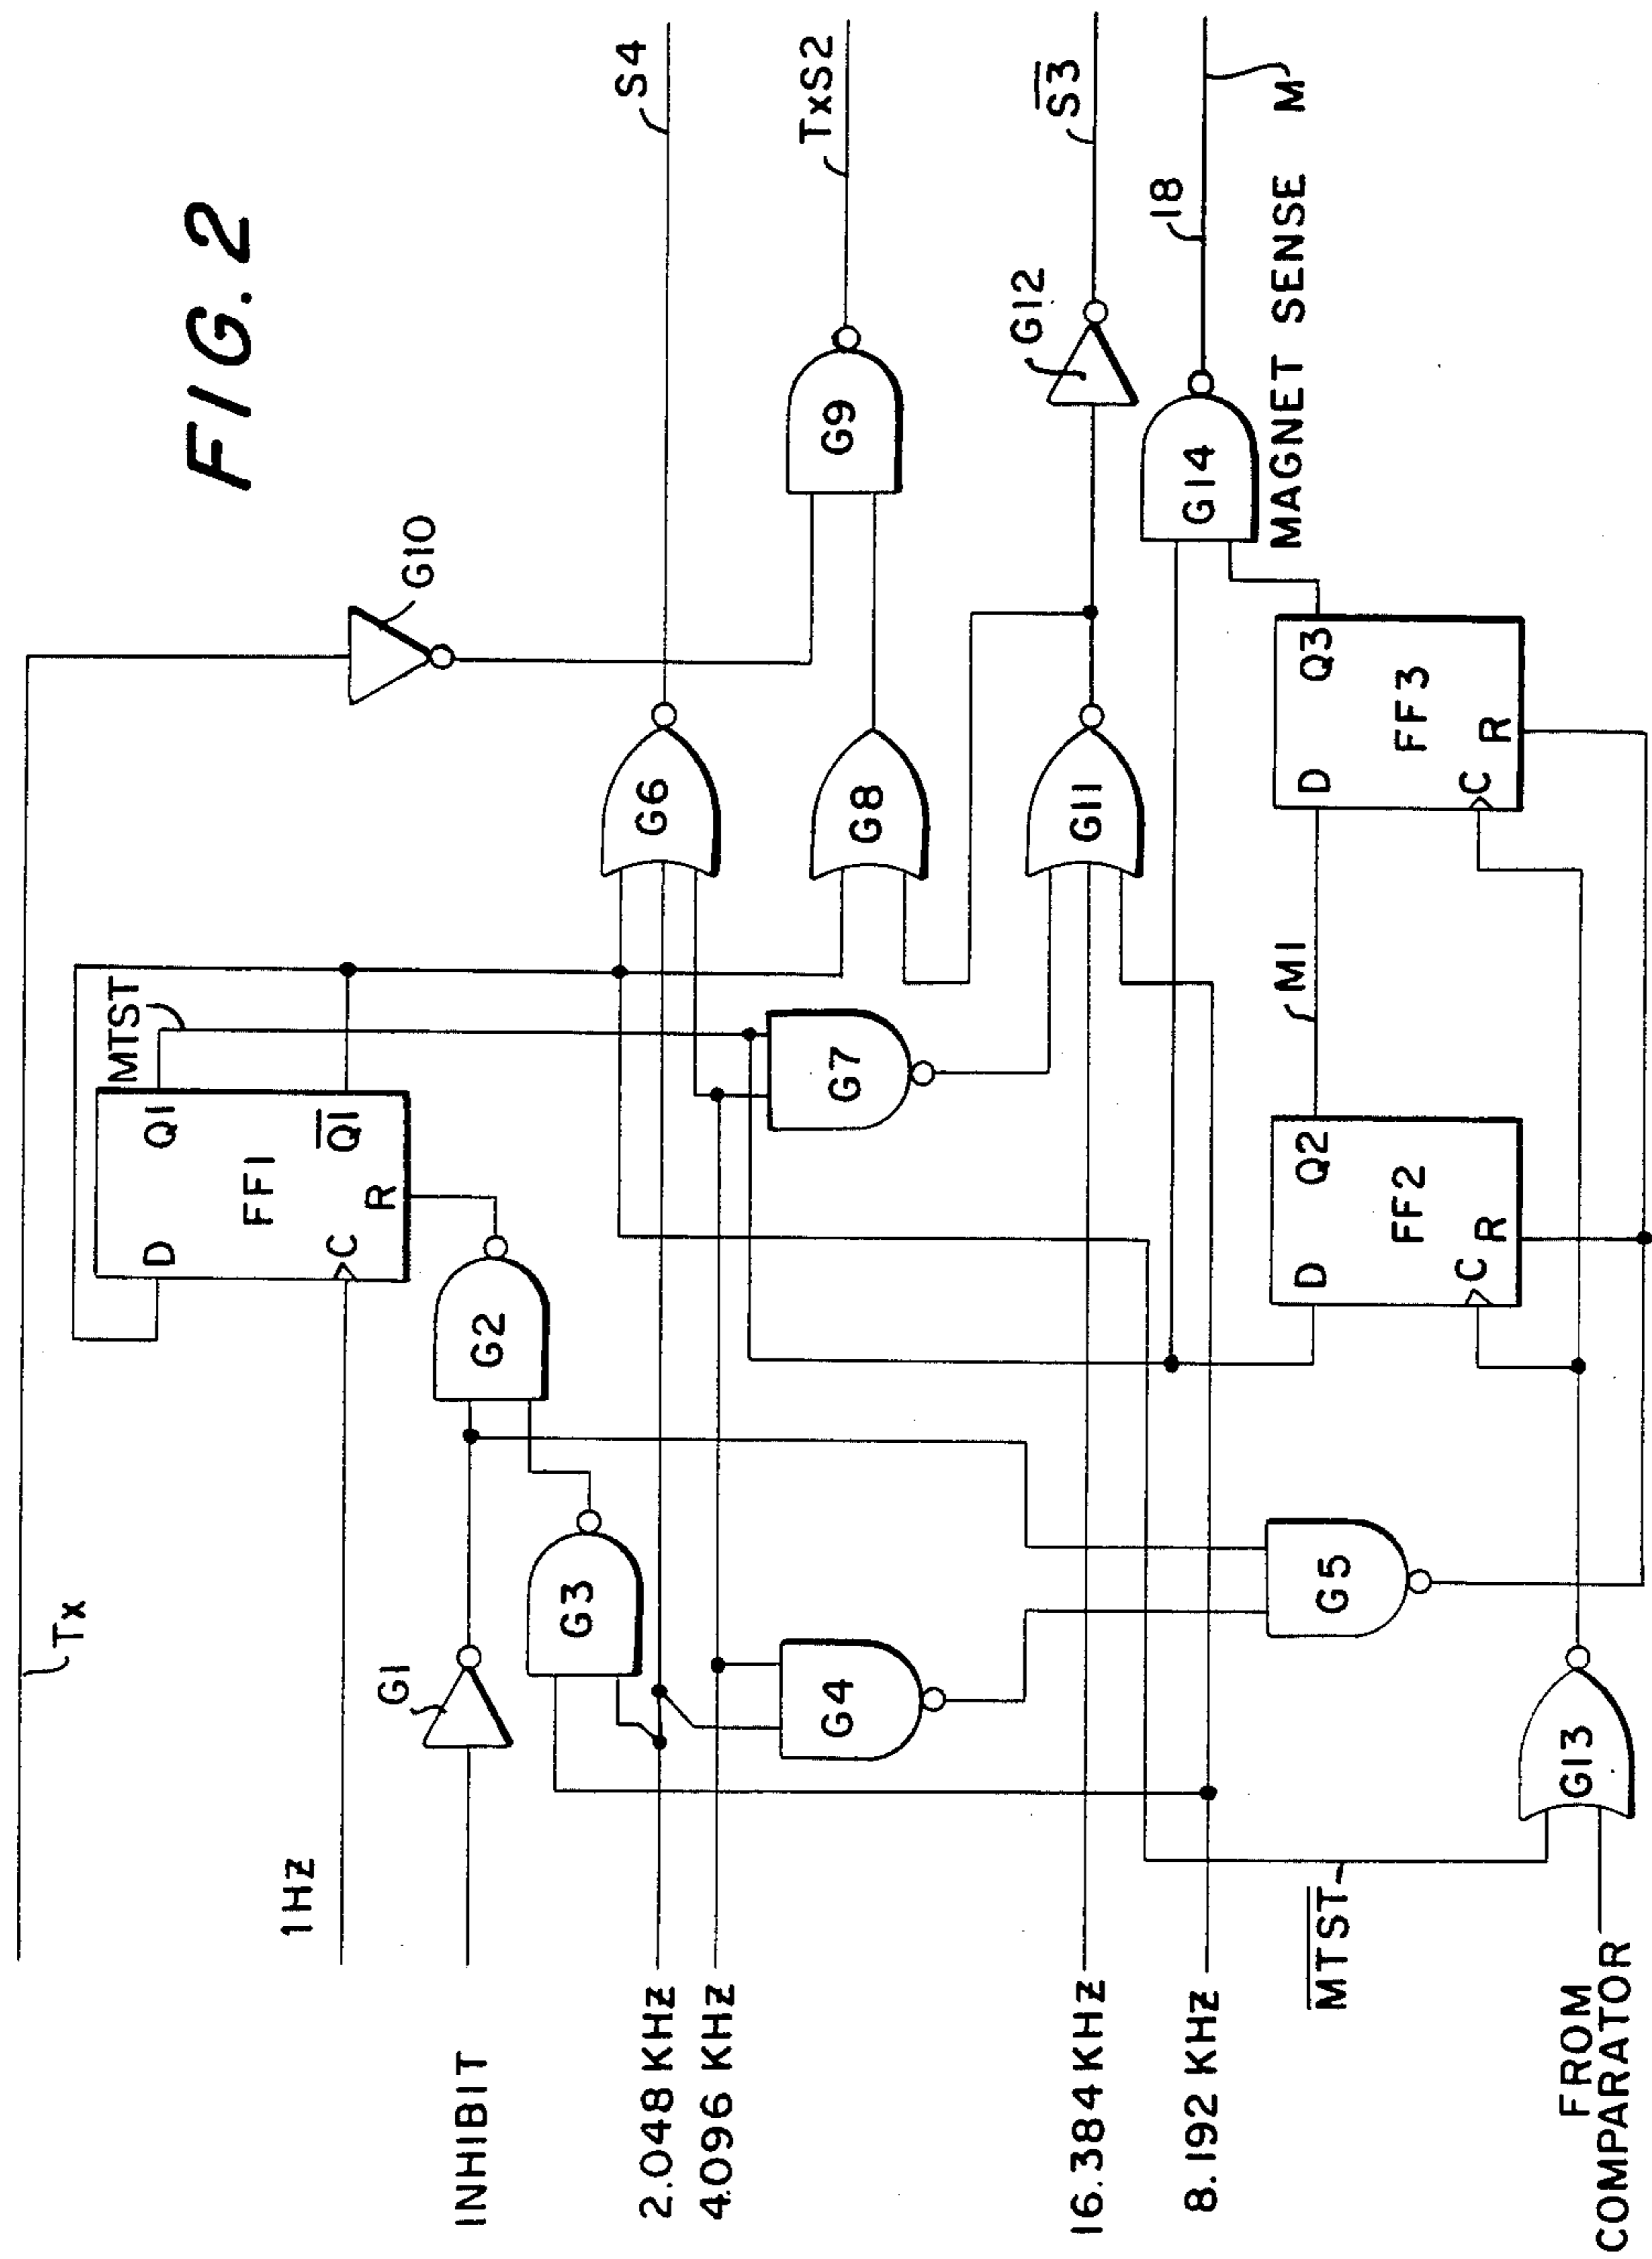 FIG. 2
Tx
1HZ
INHIBIT
2.048 KHZ
4.096 KHZ
16.384 KHZ
8.192 KHZ
MTST
FROM
COMPARATOR
G1
G3
G4
G5
G13
G2
D
Q1
FF1
Q1
C
R
MTST
G7
D
Q2
FF2
C
R
M1
G6
G8
G11
D
Q3
FF3
C
R
G10
G9
G12
G14
MAGNET SENSE M
S4
TxS2
S3
18